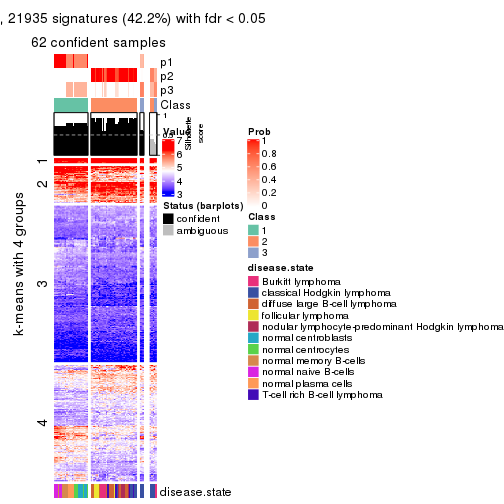 , 21935 signatures (42.2%) with fdr < 0.05
62 confident samples
p1
p2
p3
Class
1
0.5
0
Silhouette
score
k-means with 4 groups
1
2
3
4
disease.state
Value
7
6
5
4
3
Status (barplots)
confident
ambiguous
Prob
1
0.8
0.6
0.4
0.2
0
Class
1
2
3
disease.state
Burkitt lymphoma
classical Hodgkin lymphoma
diffuse large B-cell lymphoma
follicular lymphoma
nodular lymphocyte-predominant Hodgkin lymphoma
normal centroblasts
normal centrocytes
normal memory B-cells
normal naive B-cells
normal plasma cells
T-cell rich B-cell lymphoma